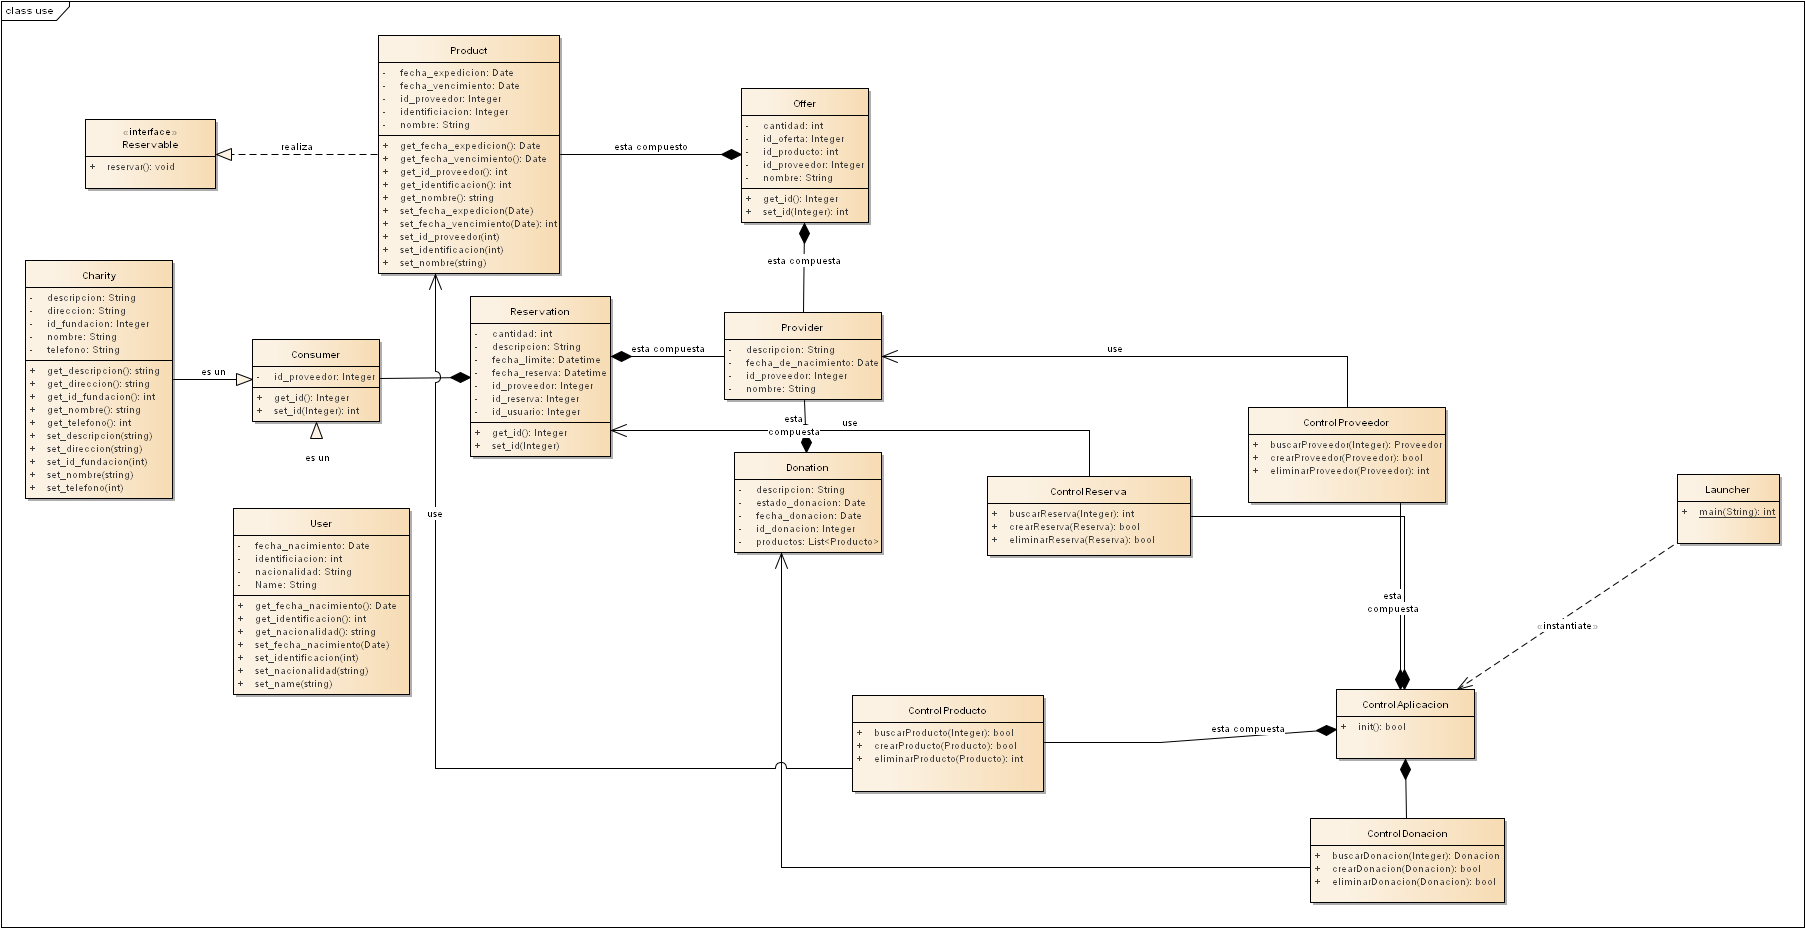 class use
Product
- fecha_expedicion: Date
- fecha_vencimiento: Date
- id_proveedor: Integer
- identificiacion: Integer
- nombre: String
+ get_fecha_expedicion(): Date
+ get_fecha_vencimiento(): Date
+ get_id_proveedor(): int
+ get_identificacion(): int
+ get_nombre(): string
+ set_fecha_expedicion(Date)
+ set_fecha_vencimiento(Date): int
+ set_id_proveedor(int)
+ set_identificacion(int)
+ set_nombre(string)
«interface»
Reservable
+ reservar(): void
realiza
esta compuesto
Offer
- cantidad: int
- id_oferta: Integer
- id_producto: int
- id_proveedor: Integer
- nombre: String
+ get_id(): Integer
+ set_id(Integer): int
esta compuesta
Charity
- descripcion: String
- direccion: String
- id_fundacion: Integer
- nombre: String
- telefono: String
+ get_descripcion(): string
+ get_direccion(): string
+ get_id_fundacion(): int
+ get_nombre(): string
+ get_telefono(): int
+ set_descripcion(string)
+ set_direccion(string)
+ set_id_fundacion(int)
+ set_nombre(string)
+ set_telefono(int)
es un
Consumer
- id_proveedor: Integer
+ get_id(): Integer
+ set_id(Integer): int
es un
Reservation
- cantidad: int
- descripcion: String
- fecha_limite: Datetime
- fecha_reserva: Datetime
- id_proveedor: Integer
- id_reserva: Integer
- id_usuario: Integer
+ get_id(): Integer
+ set_id(Integer)
esta compuesta
Provider
- descripcion: String
- fecha_de_nacimiento: Date
- id_proveedor: Integer
- nombre: String
use
esta
compuesta
use
ControlProveedor
+ buscarProveedor(Integer): Proveedor
+ crearProveedor(Proveedor): bool
+ eliminarProveedor(Proveedor): int
Donation
- descripcion: String
- estado_donacion: Date
- fecha_donacion: Date
- id_donacion: Integer
- productos: List<Producto>
ControlReserva
+ buscarReserva(Integer): int
+ crearReserva(Reserva): bool
+ eliminarReserva(Reserva): bool
Launcher
+ main(String): int
use
User
- fecha_nacimiento: Date
- identificiacion: int
- nacionalidad: String
- Name: String
+ get_fecha_nacimiento(): Date
+ get_identificacion(): int
+ get_nacionalidad(): string
+ set_fecha_nacimiento(Date)
+ set_identificacion(int)
+ set_nacionalidad(string)
+ set_name(string)
esta
compuesta
«instantiate»
ControlProducto
+ buscarProducto(Integer): bool
+ crearProducto(Producto): bool
+ eliminarProducto(Producto): int
esta compuesta
ControlAplicacion
+ init(): bool
ControlDonacion
+ buscarDonacion(Integer): Donacion
+ crearDonacion(Donacion): bool
+ eliminarDonacion(Donacion): bool